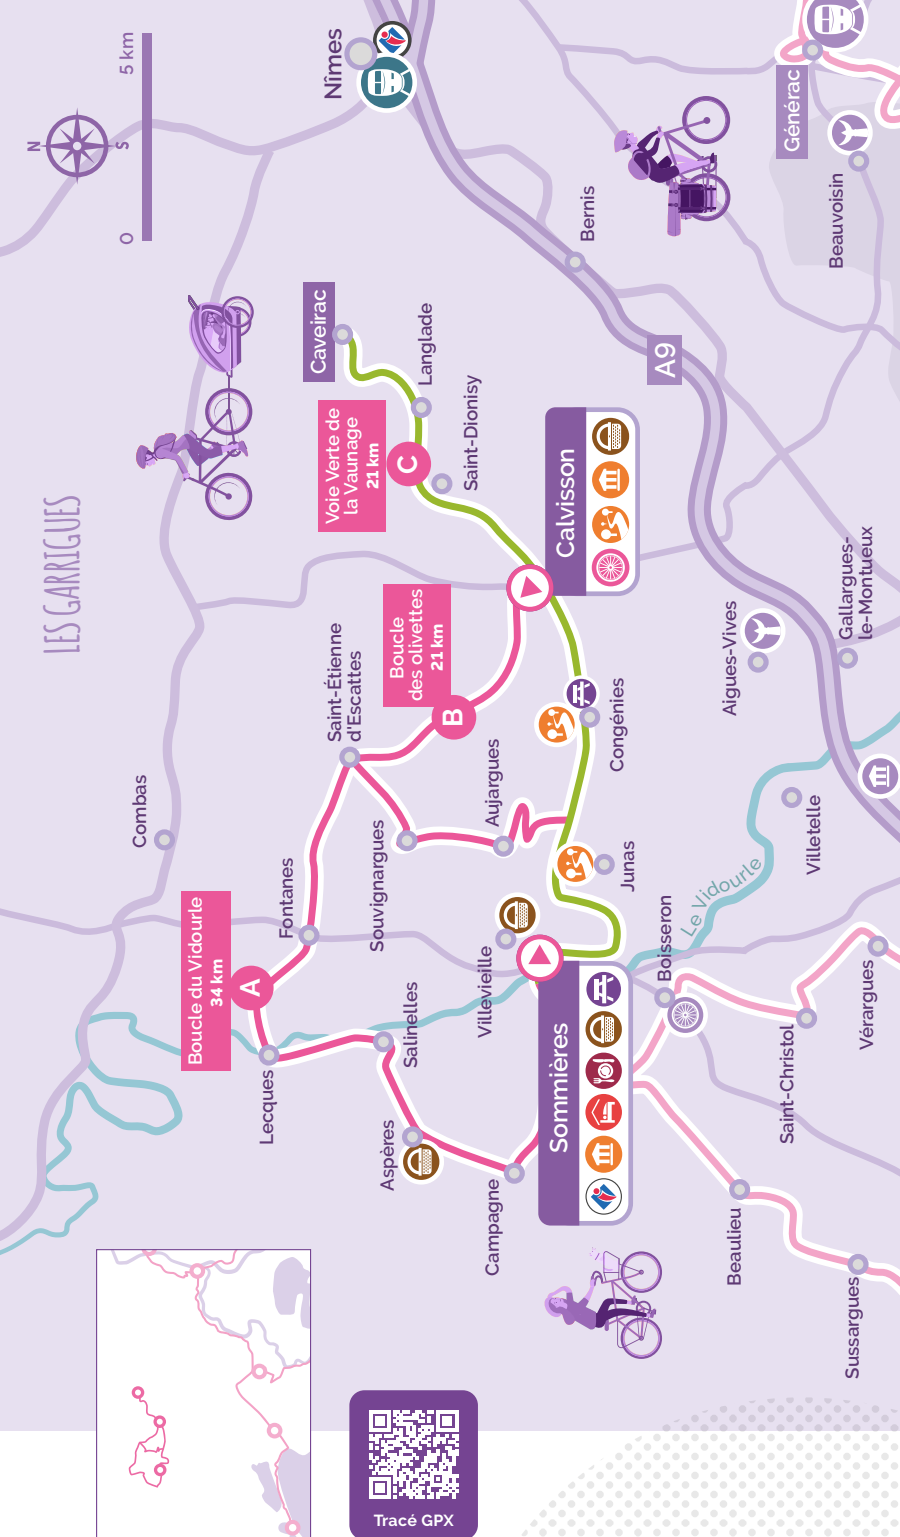 LES GARRIGUES
N
S
0
5 km
Nîmes
Générac
Beauvoisin
Bernis
Caveirac
Langlade
Saint-Dionisy
Voie Verte de
la Vaunage
21 km
C
A9
Calvisson
Boucle
des olivettes
21 km
B
Saint-Étienne
d'Escattes
Combas
Fontanes
Souvignargues
Aujargues
Congénies
Junas
Aigues-Vives
Gallargues-
le-Montueux
Villetelle
Le Vidourle
Boisseron
Villevieille
Boucle du Vidourle
34 km
A
Lecques
Salinelles
Aspères
Campagne
Sommières
Saint-Christol
Vérargues
Beaulieu
Sussargues
Tracé GPX